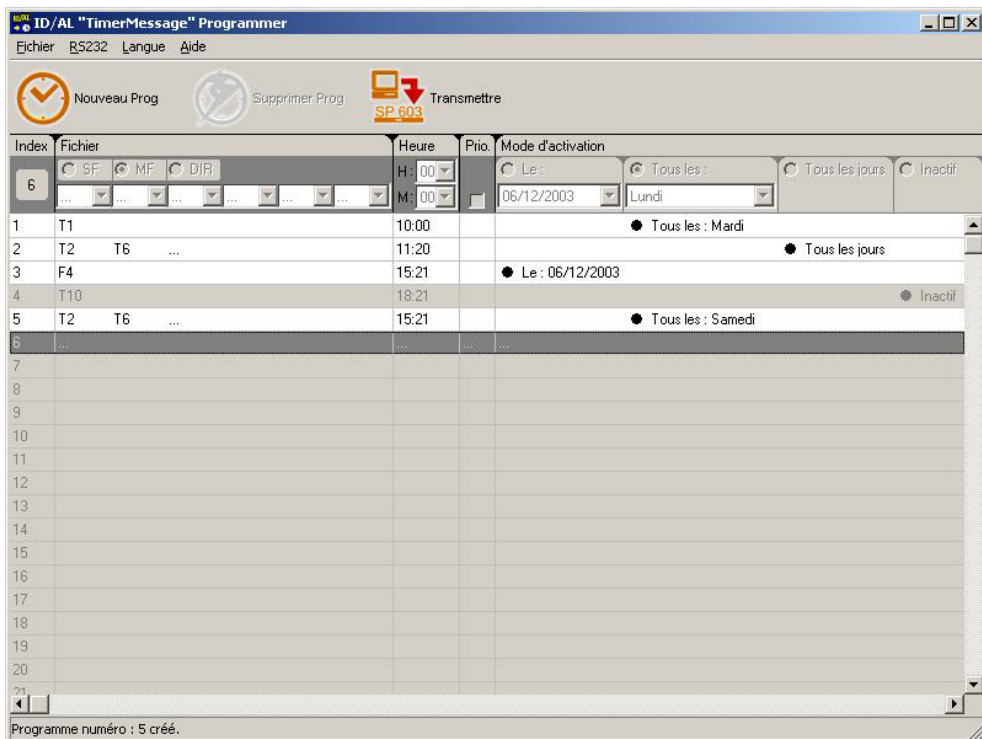 ID/AL "TimerMessage" Programmer
Fichier RS232 Langue Aide
Nouveau Prog Supprimer Prog SP 603 Transmettre
Index Fichier Heure Prio. Mode d'activation
SF MF DIR H: 00 Le : Tous les : Tous les jours Inactif
6 ... ... ... ... ... ... M: 00 06/12/2003 Lundi
1 T1 10:00 Tous les : Mardi
2 T2 T6 ... 11:20 Tous les jours
3 F4 15:21 Le : 06/12/2003
4 T10 18:21 Inactif
5 T2 T6 ... 15:21 Tous les : Samedi
6 ... ... ... ...
7
8
9
10
11
12
13
14
15
16
17
18
19
20
21
Programme numéro : 5 créé.